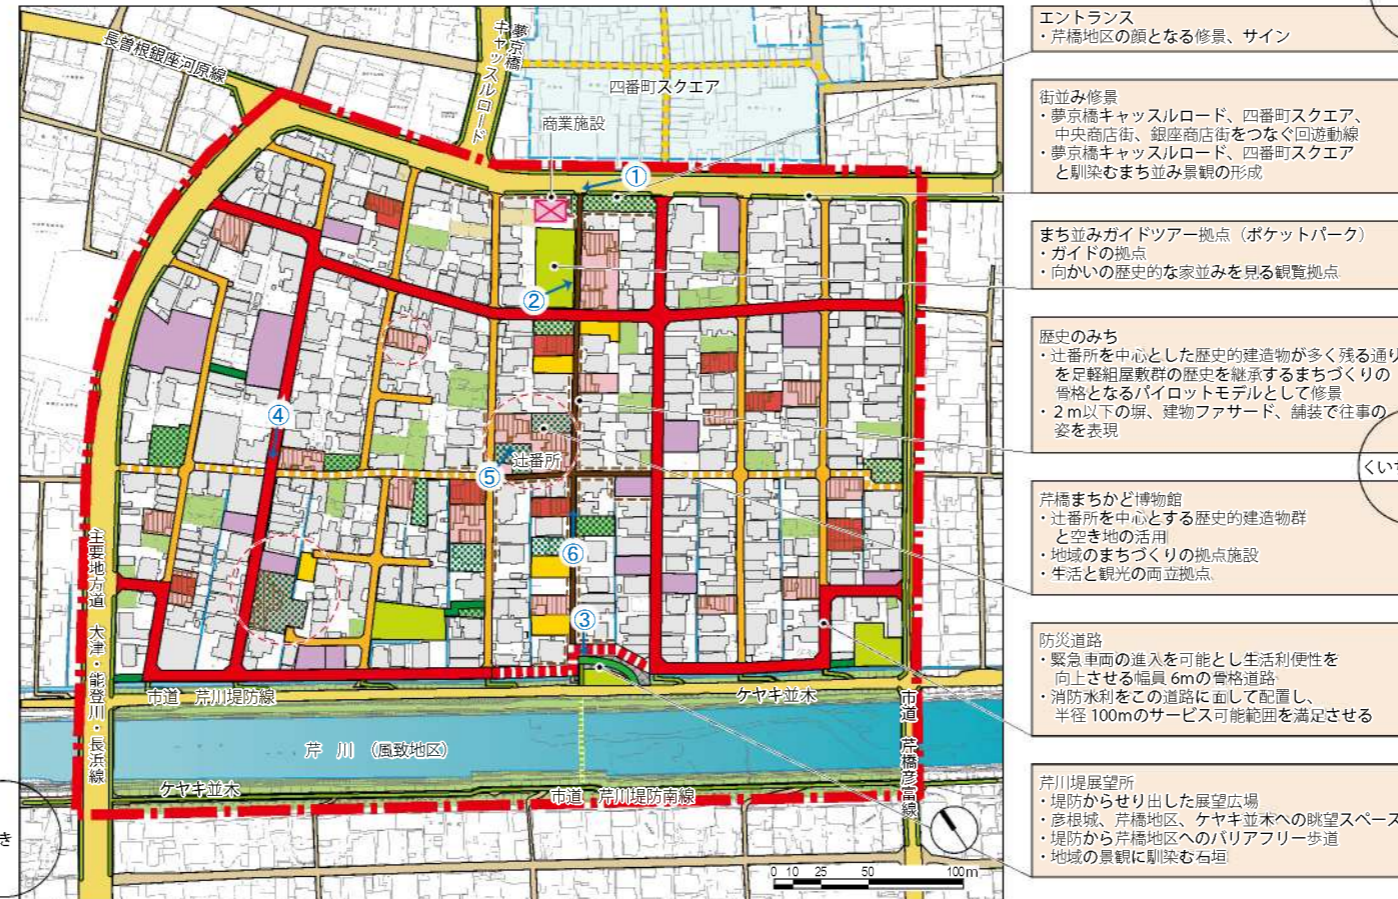 長曽根銀座河原線
夢京橋
キャッスルロード
四番町スクエア
商業施設
①
②
④
辻番所
⑤
⑥
③
主要地方道 大津・能登川・長浜線
市道 芹川堤防線
ケヤキ並木
市道 芹橋彦富線
芹 川 (風致地区)
ケヤキ並木
市道 芹川堤防南線
0 10 25 50 100m
き
エントランス
・芹橋地区の顔となる修景、サイン
街並み修景
・夢京橋キャッスルロード、四番町スクエア、
中央商店街、銀座商店街をつなぐ回遊動線
・夢京橋キャッスルロード、四番町スクエア
と馴染むまち並み景観の形成
まち並みガイドツアー拠点(ポケットパーク)
・ガイドの拠点
・向かいの歴史的な家並みを見る観覧拠点
歴史のみち
・辻番所を中心とした歴史的建造物が多く残る通り
を足軽組屋敷群の歴史を継承するまちづくりの
骨格となるパイロットモデルとして修景
・2m以下の塀、建物ファサード、舗装で往事の
姿を表現
くい
芹橋まちかど博物館
・辻番所を中心とする歴史的建造物群
と空き地の活用
・地域のまちづくりの拠点施設
・生活と観光の両立拠点
防災道路
・緊急車両の進入を可能とし生活利便性を
向上させる幅員6mの骨格道路
・消防水利をこの道路に面して配置し、
半径100mのサービス可能範囲を満足させる
芹川堤展望所
・堤防からせり出した展望広場
・彦根城、芹橋地区、ケヤキ並木への眺望スペース
・堤防から芹橋地区へのバリアフリー歩道
・地域の景観に馴染む石垣